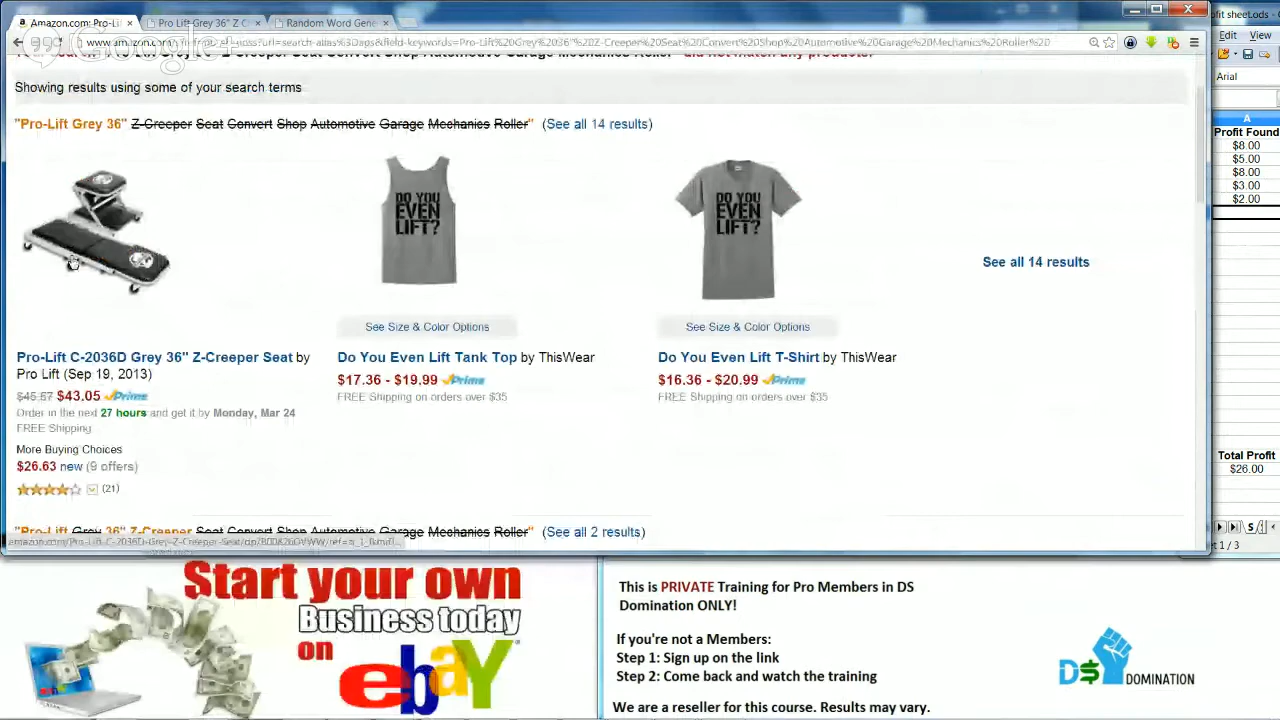 Amazon.com: Pro-Li
Pro Lift Grey 36" Z C
Random Word Gene
ofit sheet.ods -
Edit View
Arial
did not match any products.
Showing results using some of your search terms
"Pro-Lift Grey 36" Z-Creeper Seat Convert Shop Automotive Garage Mechanics Roller" (See all 14 results)
DO YOU
EVEN
LIFT?
DO YOU
EVEN
LIFT?
See all 14 results
See Size & Color Options
See Size & Color Options
Pro-Lift C-2036D Grey 36" Z-Creeper Seat by
Pro Lift (Sep 19, 2013)
$45.57 $43.05 Prime
Order in the next 27 hours and get it by Monday, Mar 24
FREE Shipping
More Buying Choices
$26.63 new (9 offers)
(21)
Do You Even Lift Tank Top by ThisWear
$17.36 - $19.99 Prime
FREE Shipping on orders over $35
Do You Even Lift T-Shirt by ThisWear
$16.36 - $20.99 Prime
FREE Shipping on orders over $35
"Pro-Lift Grey 36" Z-Creeper Seat Convert Shop Automotive Garage Mechanics Roller" (See all 2 results)
A
Profit Found
$8.00
$5.00
$8.00
$3.00
$2.00
Total Profit
$26.00
et 1 / 3
Start your own
Business today
on
ebay
This is PRIVATE Training for Pro Members in DS
Domination ONLY!
If you're not a Members:
Step 1: Sign up on the link
Step 2: Come back and watch the training
We are a reseller for this course. Results may vary.
D$ DOMINATION